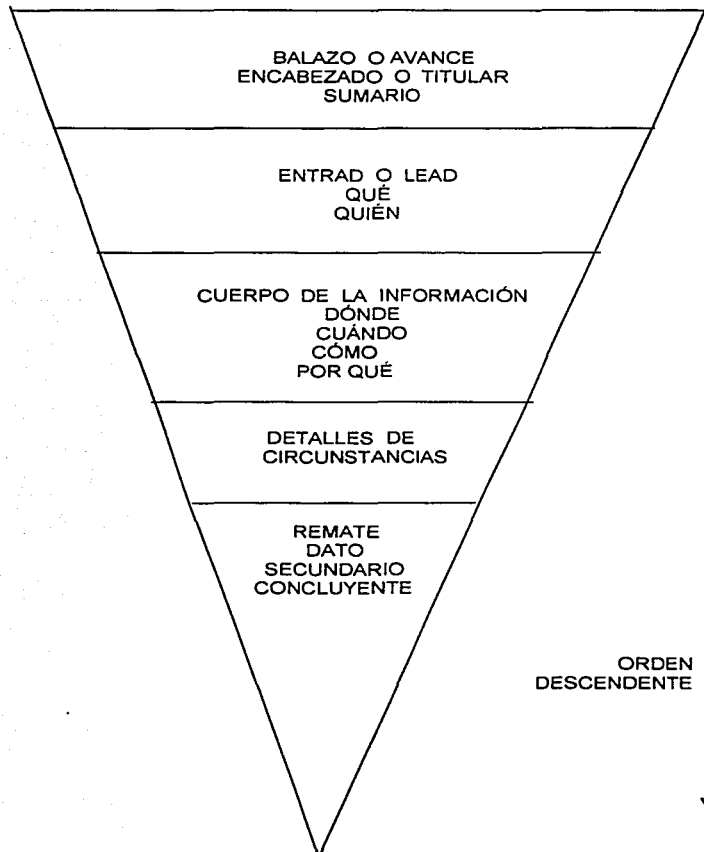 BALAZO O AVANCE
ENCABEZADO O TITULAR
SUMARIO
ENTRAD O LEAD
QUÉ
QUIÉN
CUERPO DE LA INFORMACIÓN
DÓNDE
CUÁNDO
CÓMO
POR QUÉ
DETALLES DE
CIRCUNSTANCIAS
REMATE
DATO
SECUNDARIO
CONCLUYENTE
ORDEN
DESCENDENTE